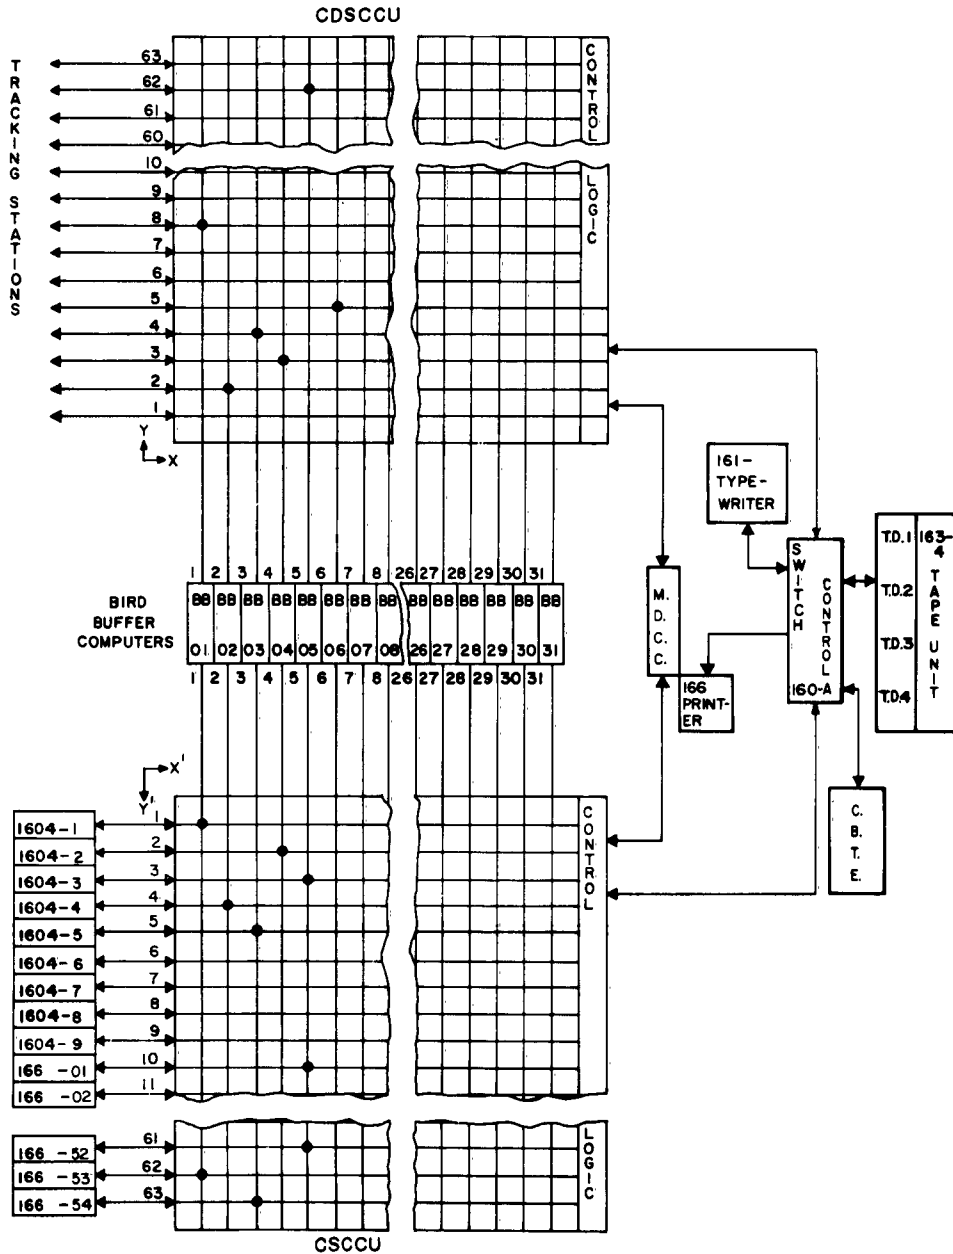 CDSCCU
TRACKING STATIONS
63
62
61
60
10
9
8
7
6
5
4
3
2
1
CONTROL
LOGIC
Y
X
161-
TYPE-
WRITER
SWITCH
CONTROL
160-A
T.D.1
T.D.2
T.D.3
T.D.4
163-
4
TAPE UNIT
M.
D.
C.
C.
166
PRINT-
ER
C.
B.
T.
E.
1 2 3 4 5 6 7 8 26 27 28 29 30 31
BIRD
BUFFER
COMPUTERS
BB BB BB BB BB BB BB BB BB BB BB BB BB BB
01 02 03 04 05 06 07 08 26 27 28 29 30 31
1 2 3 4 5 6 7 8 26 27 28 29 30 31
X'
Y'
1604-1 1
1604-2 2
1604-3 3
1604-4 4
1604-5 5
1604-6 6
1604-7 7
1604-8 8
1604-9 9
166 -01 10
166 -02 11
166 -52 61
166 -53 62
166 -54 63
CONTROL
LOGIC
CSCCU